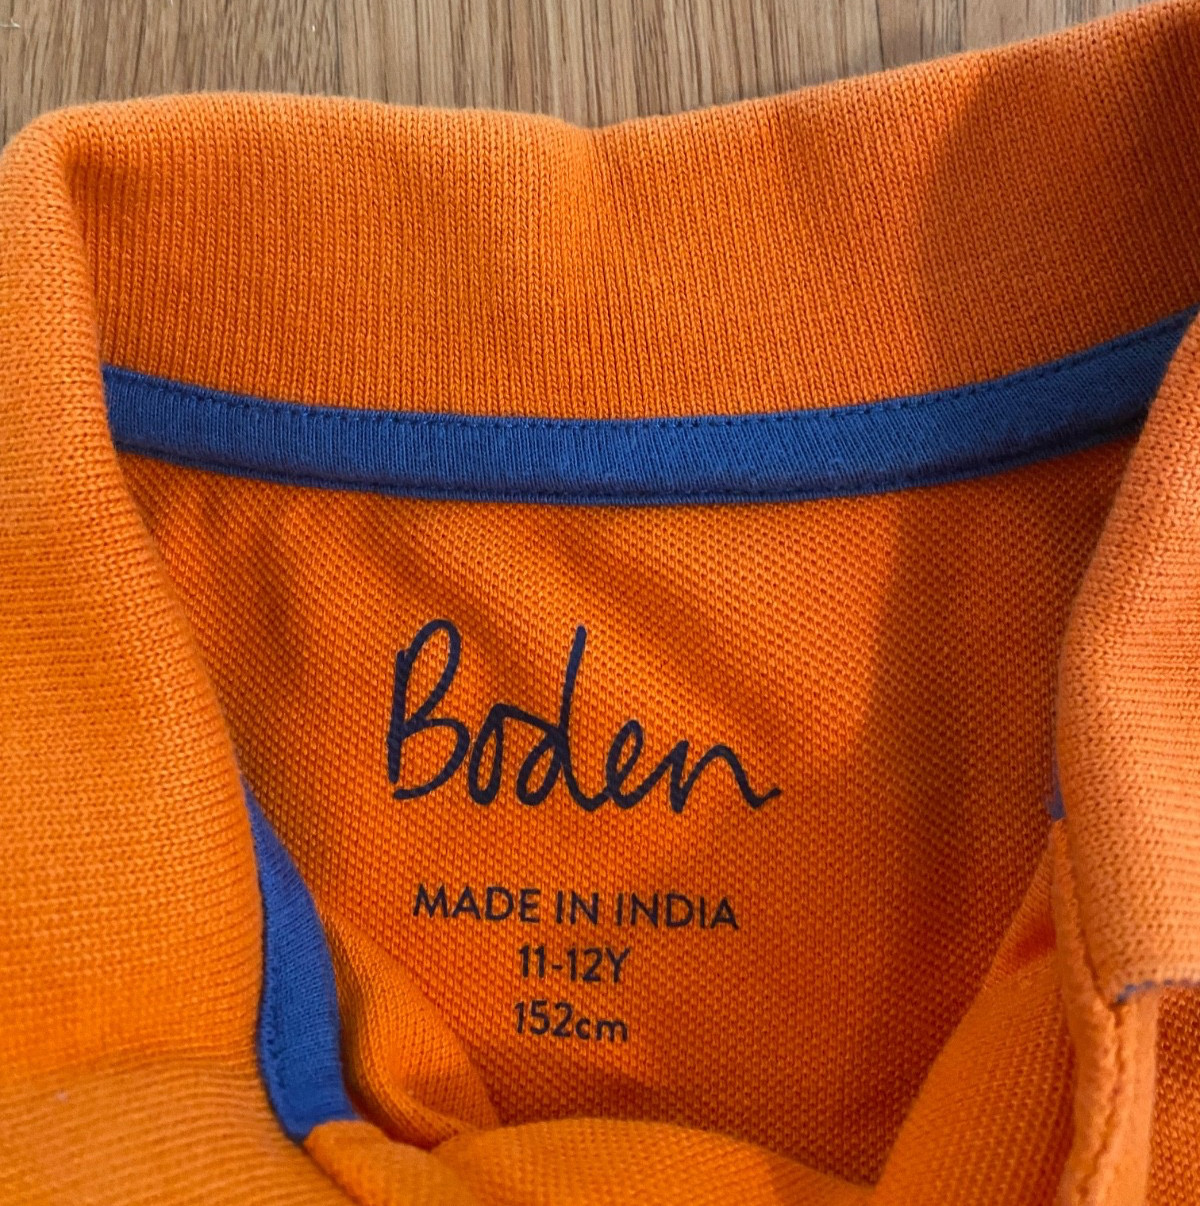 Boden
MADE IN INDIA
11-12Y
152cm